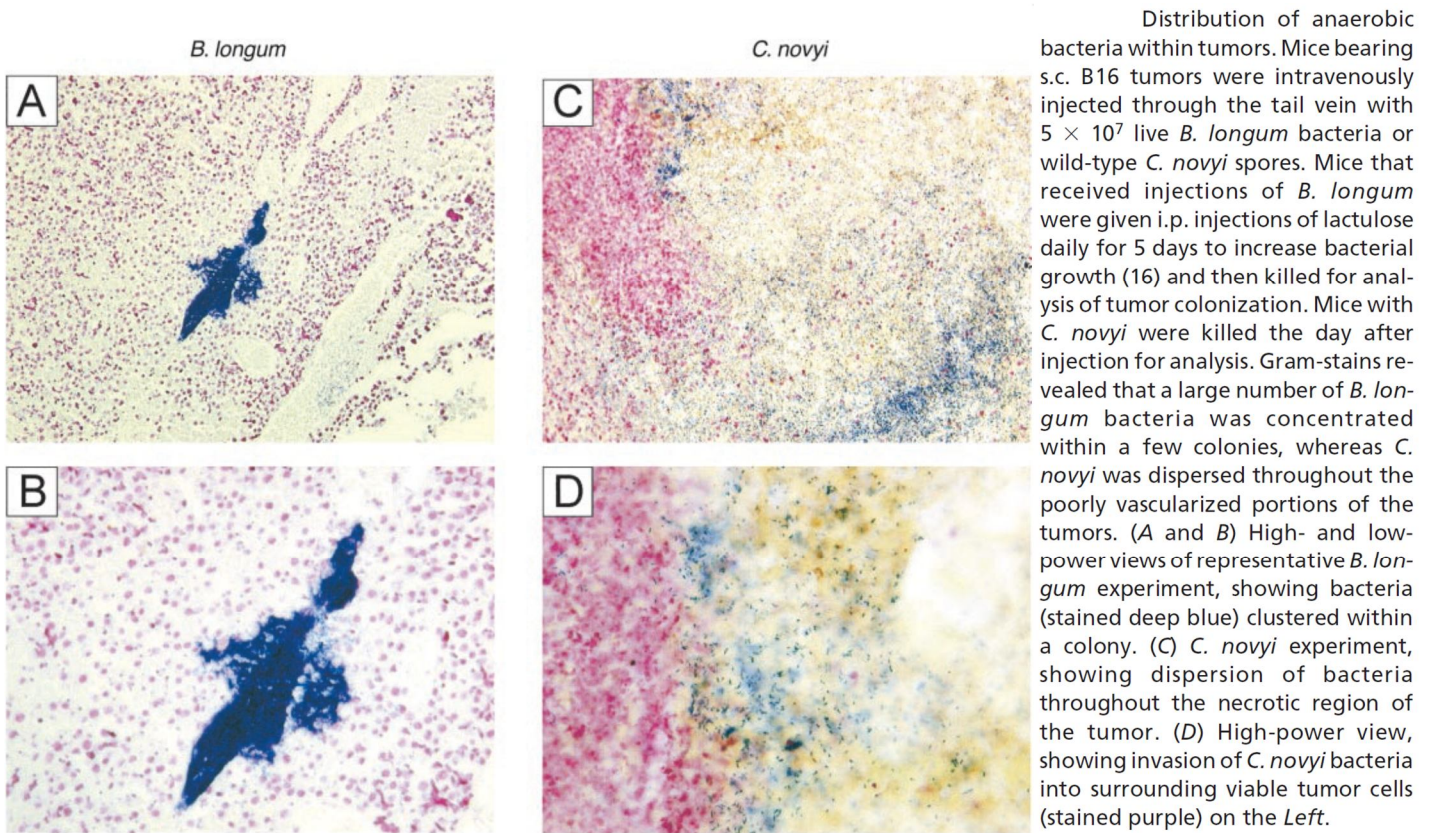 B. longum
C. novyi
A
C
B
D
Distribution of anaerobic
bacteria within tumors. Mice bearing
s.c. B16 tumors were intravenously
injected through the tail vein with
5 × 10⁷ live B. longum bacteria or
wild-type C. novyi spores. Mice that
received injections of B. longum
were given i.p. injections of lactulose
daily for 5 days to increase bacterial
growth (16) and then killed for anal-
ysis of tumor colonization. Mice with
C. novyi were killed the day after
injection for analysis. Gram-stains re-
vealed that a large number of B. lon-
gum bacteria was concentrated
within a few colonies, whereas C.
novyi was dispersed throughout the
poorly vascularized portions of the
tumors. (A and B) High- and low-
power views of representative B. lon-
gum experiment, showing bacteria
(stained deep blue) clustered within
a colony. (C) C. novyi experiment,
showing dispersion of bacteria
throughout the necrotic region of
the tumor. (D) High-power view,
showing invasion of C. novyi bacteria
into surrounding viable tumor cells
(stained purple) on the Left.